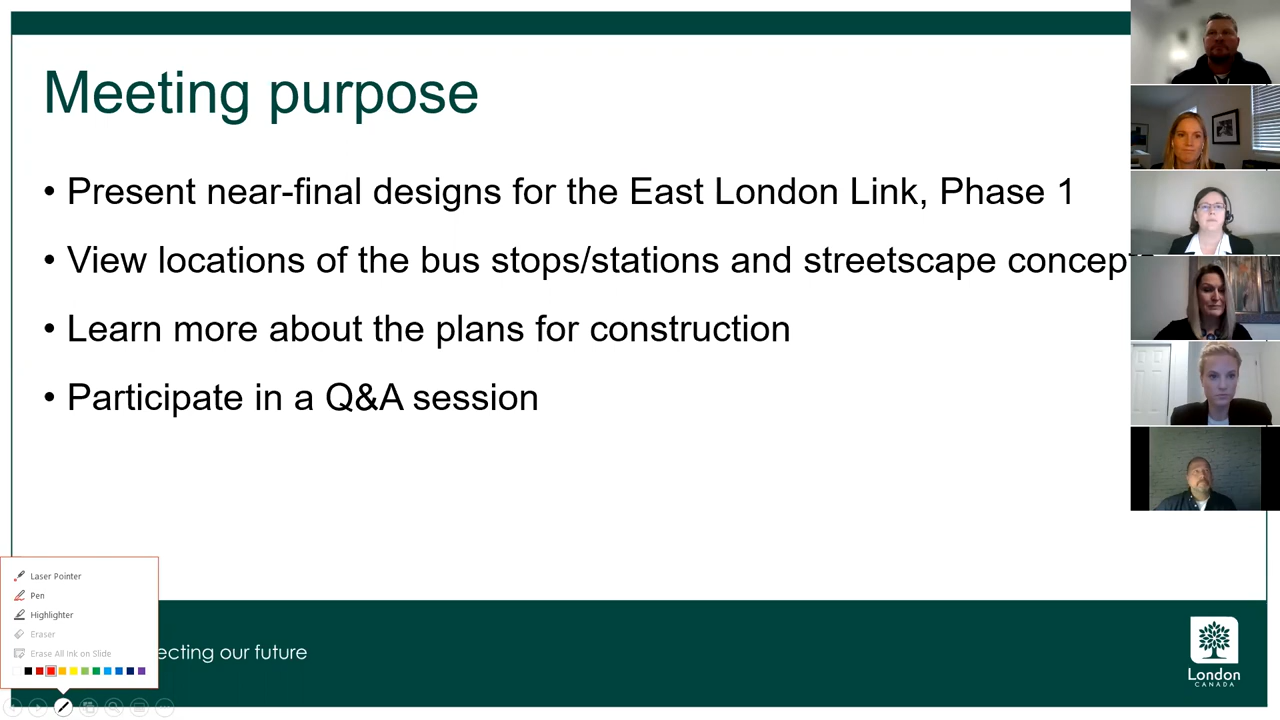 Meeting purpose
• Present near-final designs for the East London Link, Phase 1
• View locations of the bus stops/stations and streetscape concept
• Learn more about the plans for construction
• Participate in a Q&A session
Laser Pointer
Pen
Highlighter
Eraser
Erase All Ink on Slide
ecting our future
London
CANADA